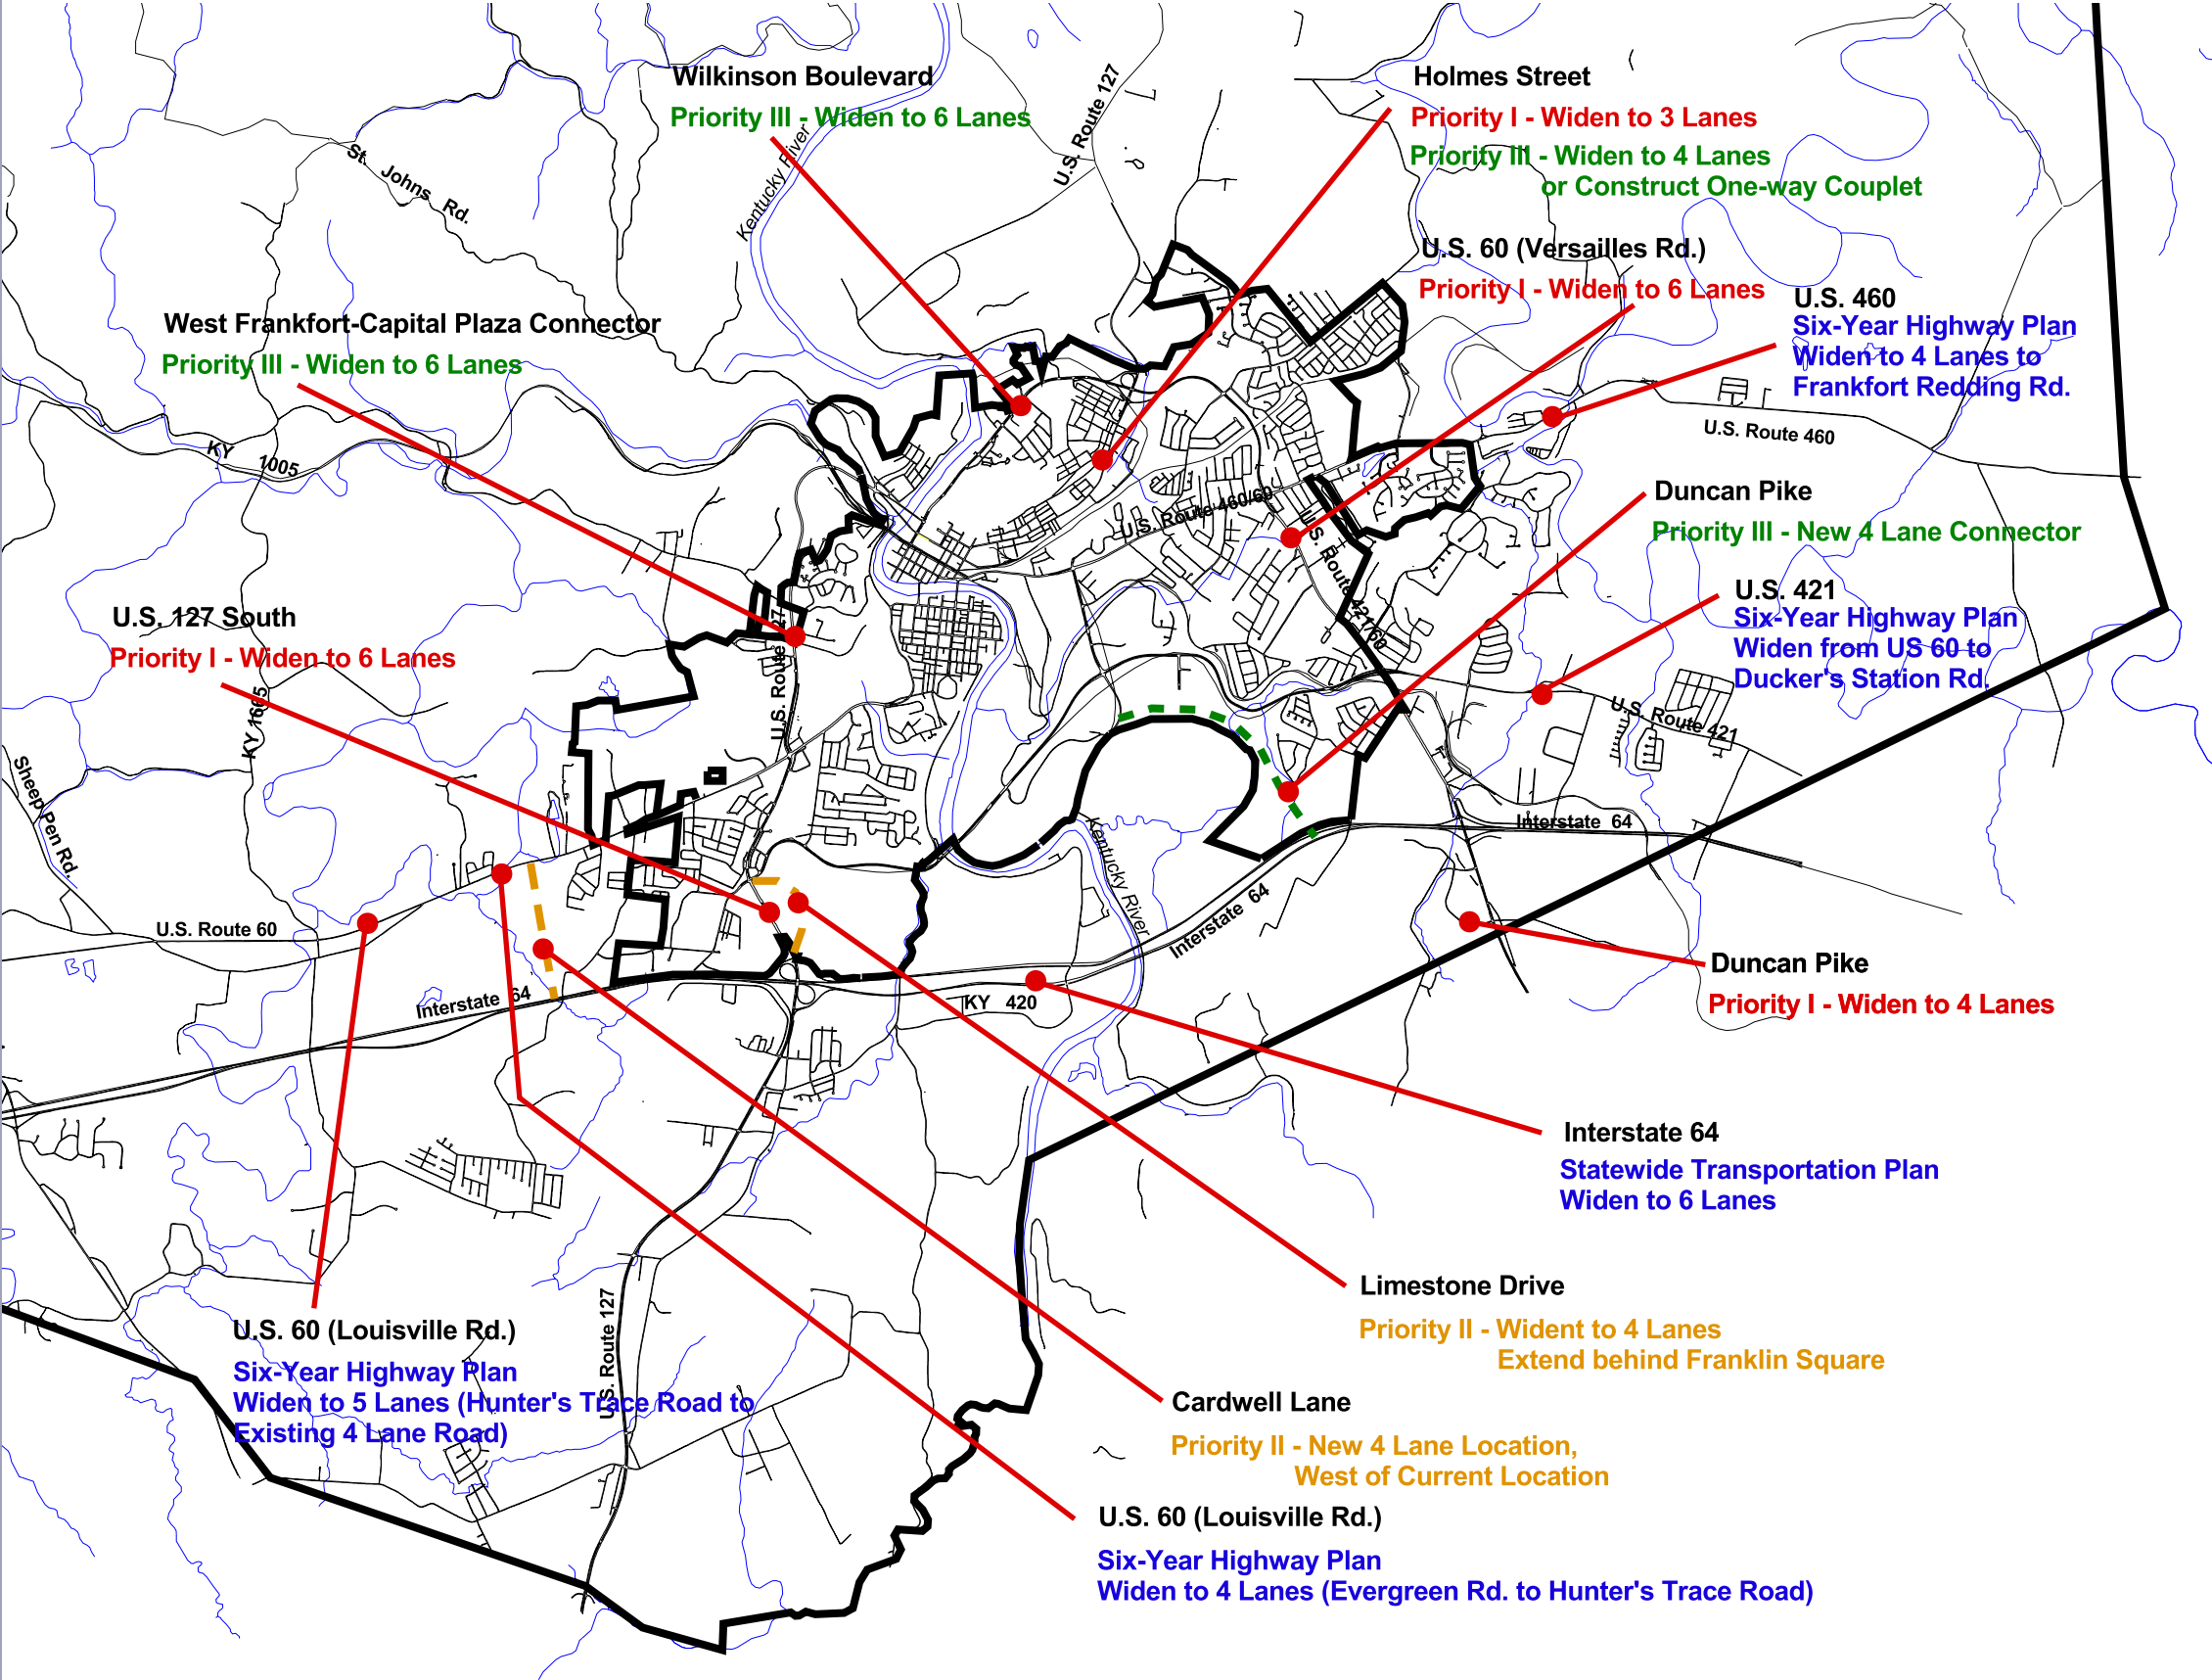 Wilkinson Boulevard
Priority III - Widen to 6 Lanes
Holmes Street
Priority I - Widen to 3 Lanes
Priority III - Widen to 4 Lanes
or Construct One-way Couplet
U.S. Route 127
Kentucky River
St. Johns Rd.
U.S. 60 (Versailles Rd.)
Priority I - Widen to 6 Lanes
U.S. 460
Six-Year Highway Plan
Widen to 4 Lanes to
Frankfort Redding Rd.
West Frankfort-Capital Plaza Connector
Priority III - Widen to 6 Lanes
U.S. Route 460
KY 1005
U.S. Route 460/60
Duncan Pike
Priority III - New 4 Lane Connector
U.S. Route 421/60
U.S. 421
Six-Year Highway Plan
Widen from US 60 to
Ducker's Station Rd.
U.S. 127 South
Priority I - Widen to 6 Lanes
U.S. Route 127
KY 1665
U.S. Route 421
Sheep Pen Rd.
Interstate 64
Kentucky River
U.S. Route 60
Interstate 64
Interstate 64
KY 420
Duncan Pike
Priority I - Widen to 4 Lanes
Interstate 64
Statewide Transportation Plan
Widen to 6 Lanes
Limestone Drive
Priority II - Wident to 4 Lanes
Extend behind Franklin Square
U.S. Route 127
U.S. 60 (Louisville Rd.)
Six-Year Highway Plan
Widen to 5 Lanes (Hunter's Trace Road to
Existing 4 Lane Road)
Cardwell Lane
Priority II - New 4 Lane Location,
West of Current Location
U.S. 60 (Louisville Rd.)
Six-Year Highway Plan
Widen to 4 Lanes (Evergreen Rd. to Hunter's Trace Road)